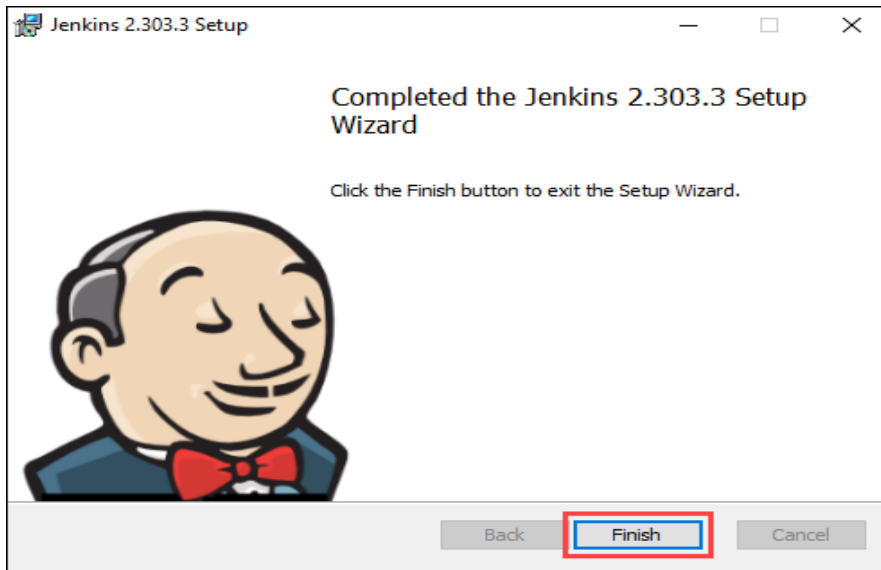 Jenkins 2.303.3 Setup
Completed the Jenkins 2.303.3 Setup
Wizard
Click the Finish button to exit the Setup Wizard.
Back Finish Cancel